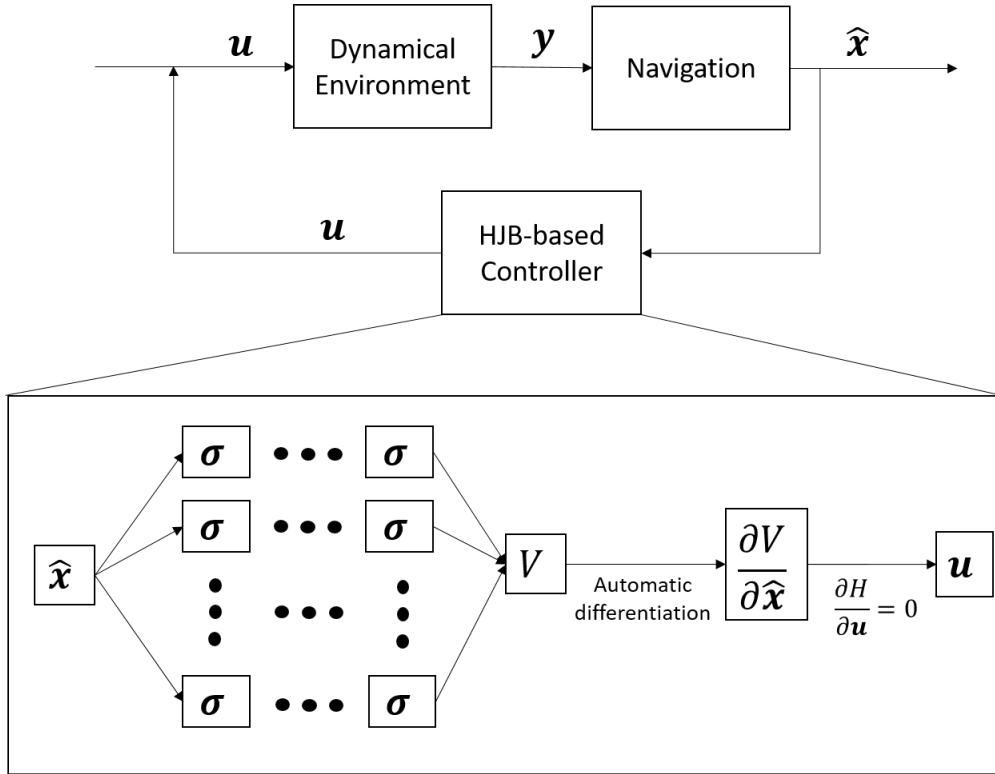 u
Dynamical
Environment
y
Navigation
x̂
u
HJB-based
Controller
x̂
σ ••• σ
σ ••• σ
•••
σ ••• σ
V
Automatic
differentiation
∂V
∂x̂
∂H
∂u = 0
u